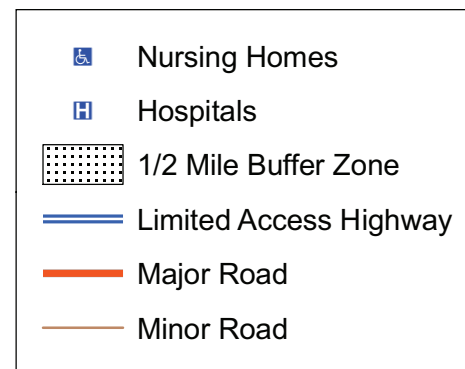 Nursing Homes
H Hospitals
1/2 Mile Buffer Zone
Limited Access Highway
Major Road
Minor Road